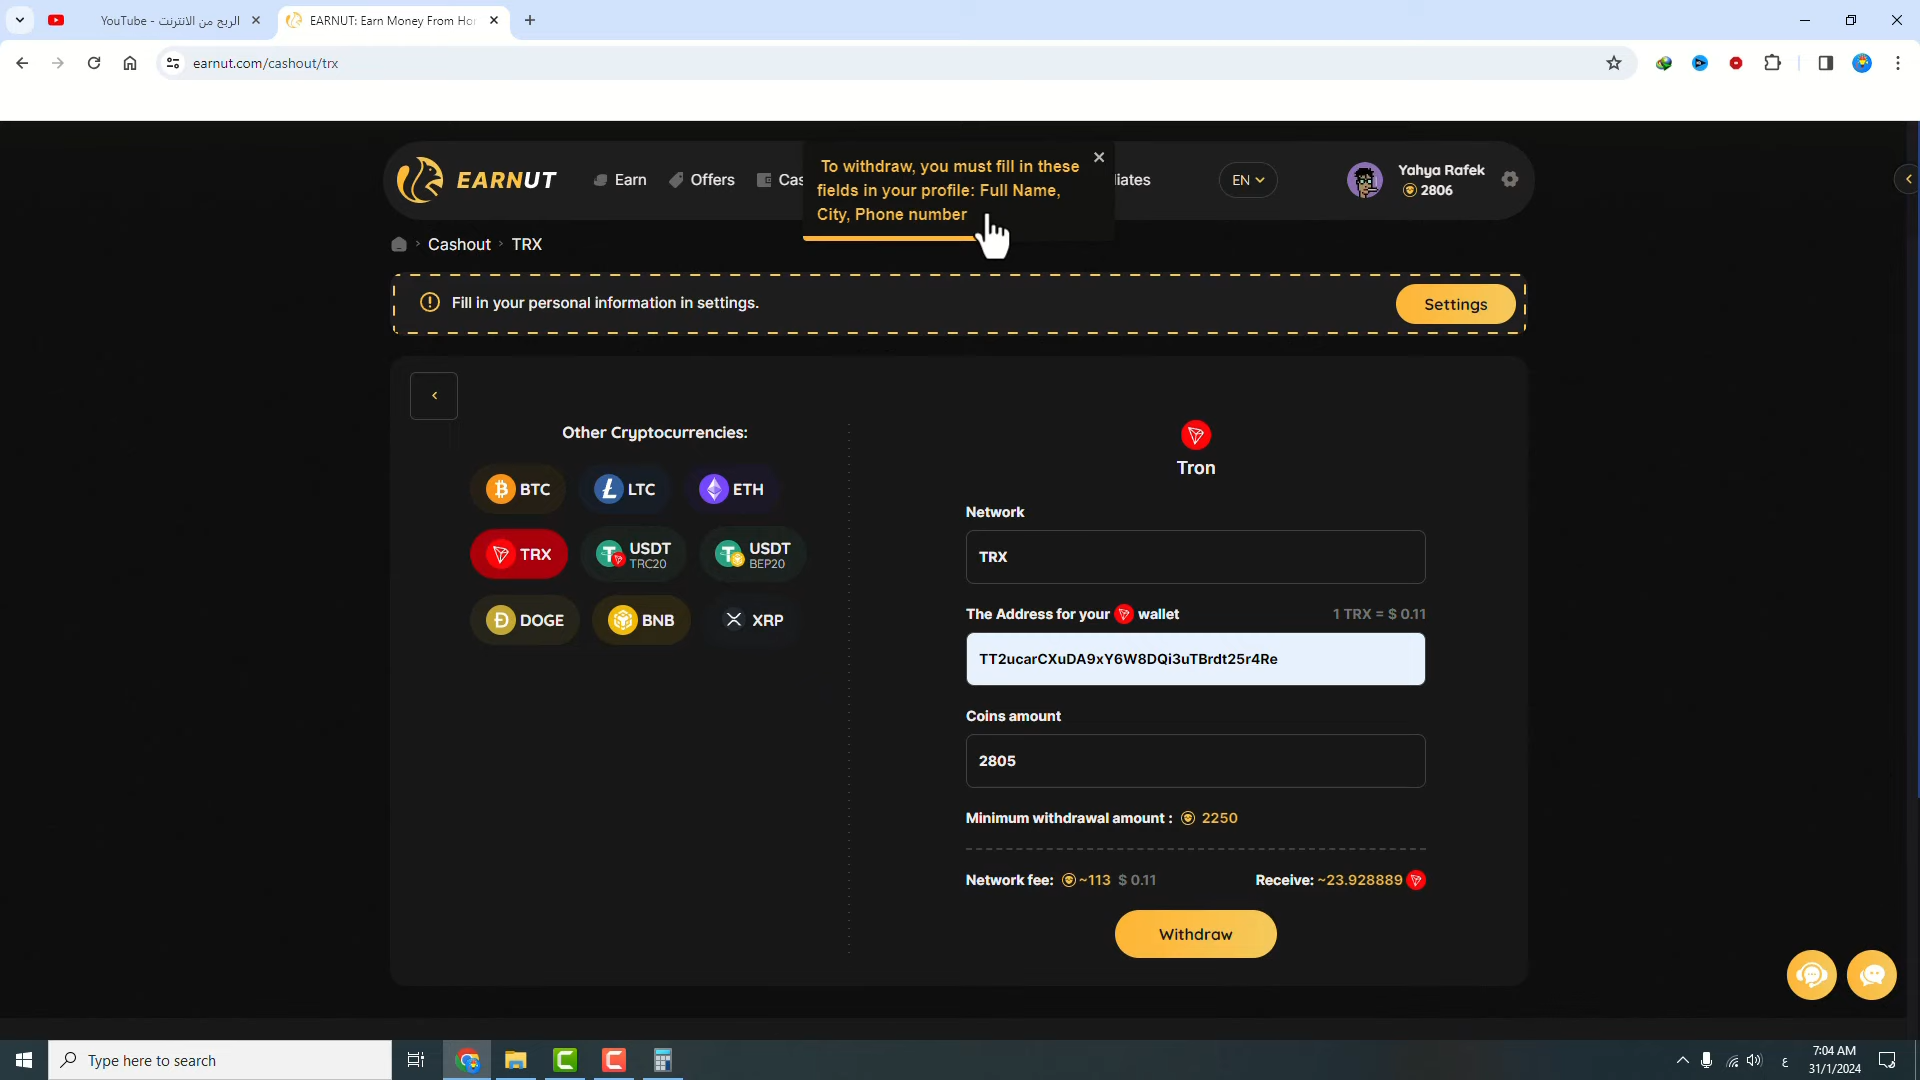 YouTube - الربح من الانترنت
EARNUT: Earn Money From Ho
earnut.com/cashout/trx
EARNUT
Earn
Offers
Cas
liates
EN
Yahya Rafek
2806
To withdraw, you must fill in these
fields in your profile: Full Name,
City, Phone number
Cashout
TRX
Fill in your personal information in settings.
Settings
Other Cryptocurrencies:
BTC
LTC
ETH
TRX
USDT
TRC20
USDT
BEP20
DOGE
BNB
XRP
Tron
Network
TRX
The Address for your wallet
1 TRX = $ 0.11
TT2ucarCXuDA9xY6W8DQi3uTBrdt25r4Re
Coins amount
2805
Minimum withdrawal amount : 2250
Network fee: ~113 $ 0.11
Receive: ~23.928889
Withdraw
Type here to search
ع
7:04 AM
31/1/2024